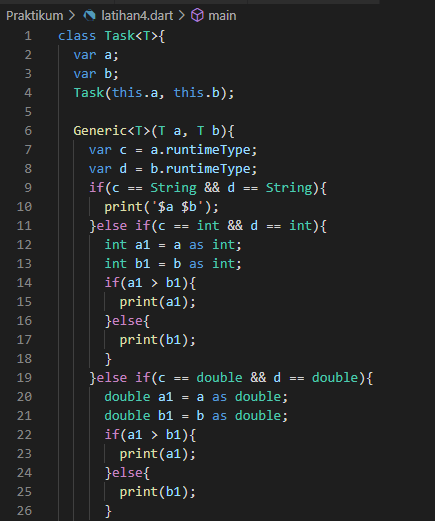 Praktikum > latihan4.dart > main
1 class Task<T>{
2 var a;
3 var b;
4 Task(this.a, this.b);
5
6 Generic<T>(T a, T b){
7 var c = a.runtimeType;
8 var d = b.runtimeType;
9 if(c == String && d == String){
10 print('$a $b');
11 }else if(c == int && d == int){
12 int a1 = a as int;
13 int b1 = b as int;
14 if(a1 > b1){
15 print(a1);
16 }else{
17 print(b1);
18 }
19 }else if(c == double && d == double){
20 double a1 = a as double;
21 double b1 = b as double;
22 if(a1 > b1){
23 print(a1);
24 }else{
25 print(b1);
26 }